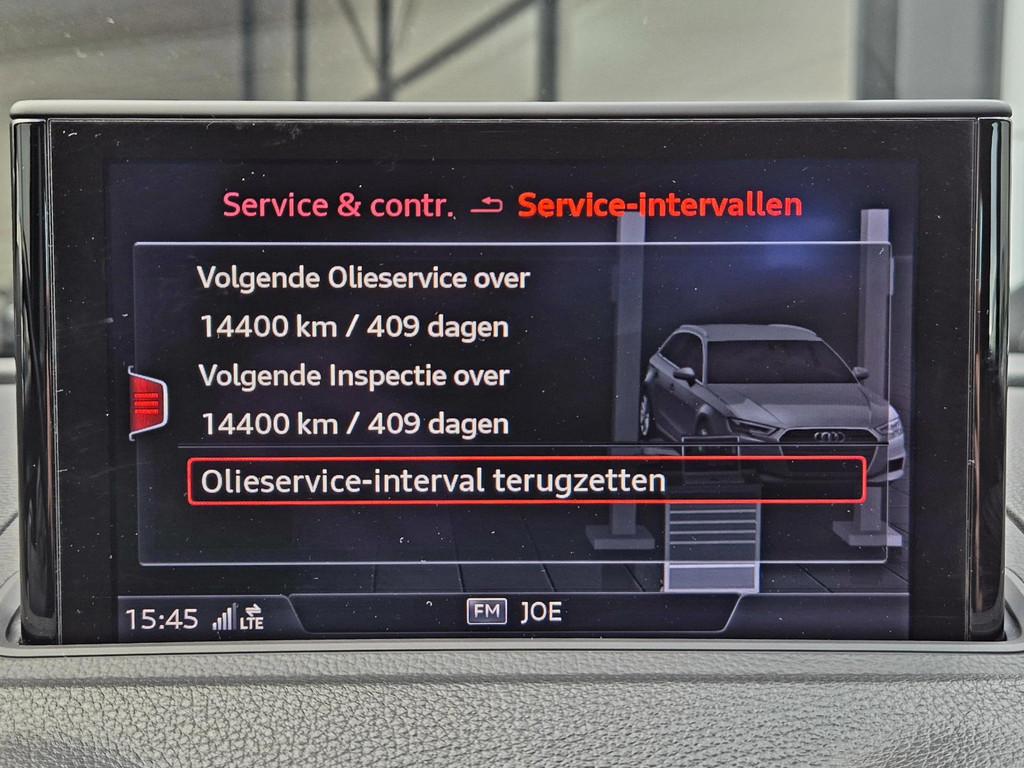 Service & contr. Service-intervallen
Volgende Olieservice over
14400 km / 409 dagen
Volgende Inspectie over
14400 km / 409 dagen
Olieservice-interval terugzetten
15:45 LTE FM JOE